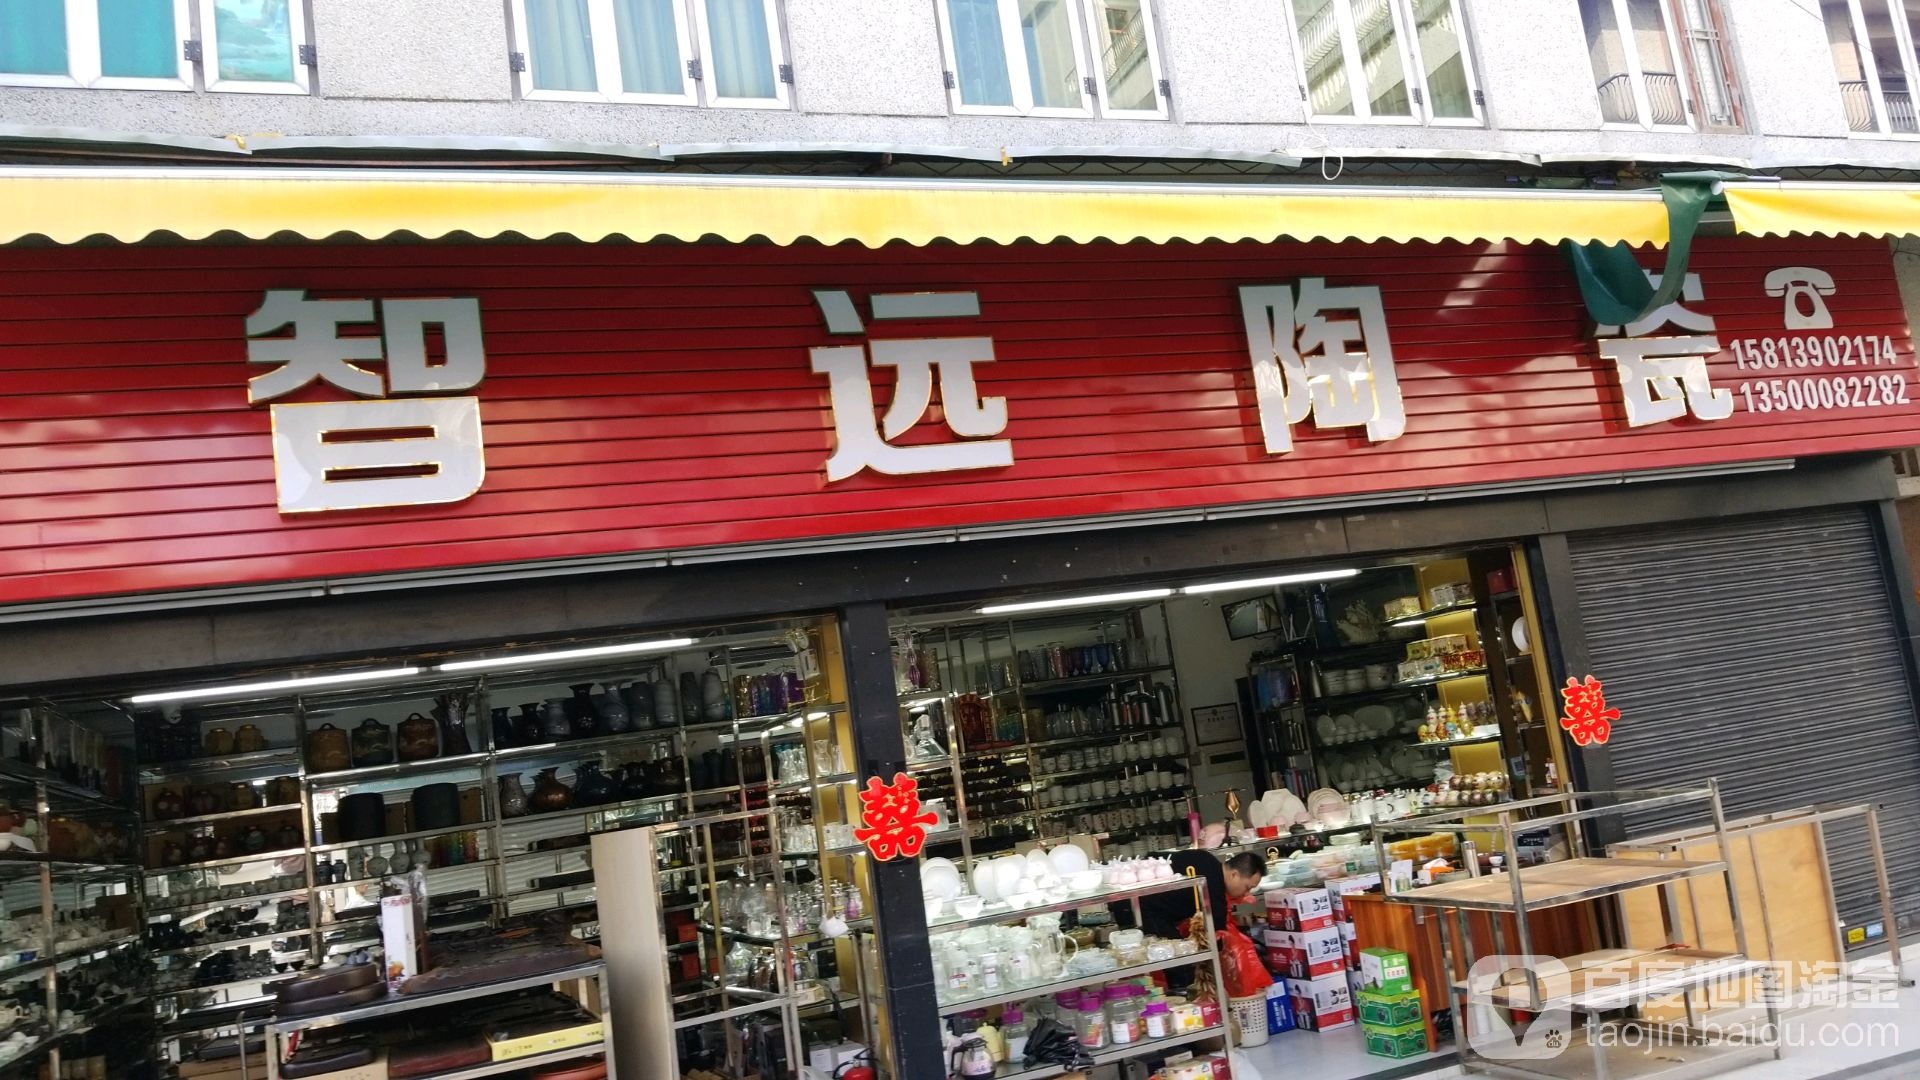 智远陶瓷
15813902174
13500082282
囍
囍
百度地图淘金
taojin.baidu.com